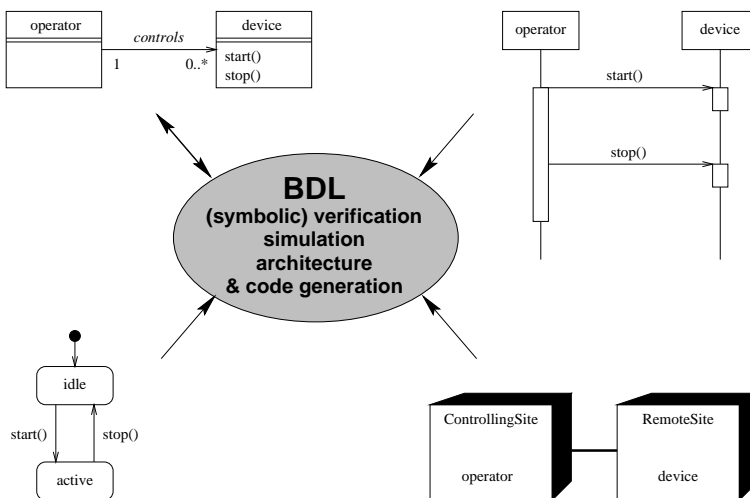 operator
controls
device
1
0..*
start()
stop()
operator
device
start()
stop()
BDL
(symbolic) verification
simulation
architecture
& code generation
idle
start()
stop()
active
ControllingSite
operator
RemoteSite
device